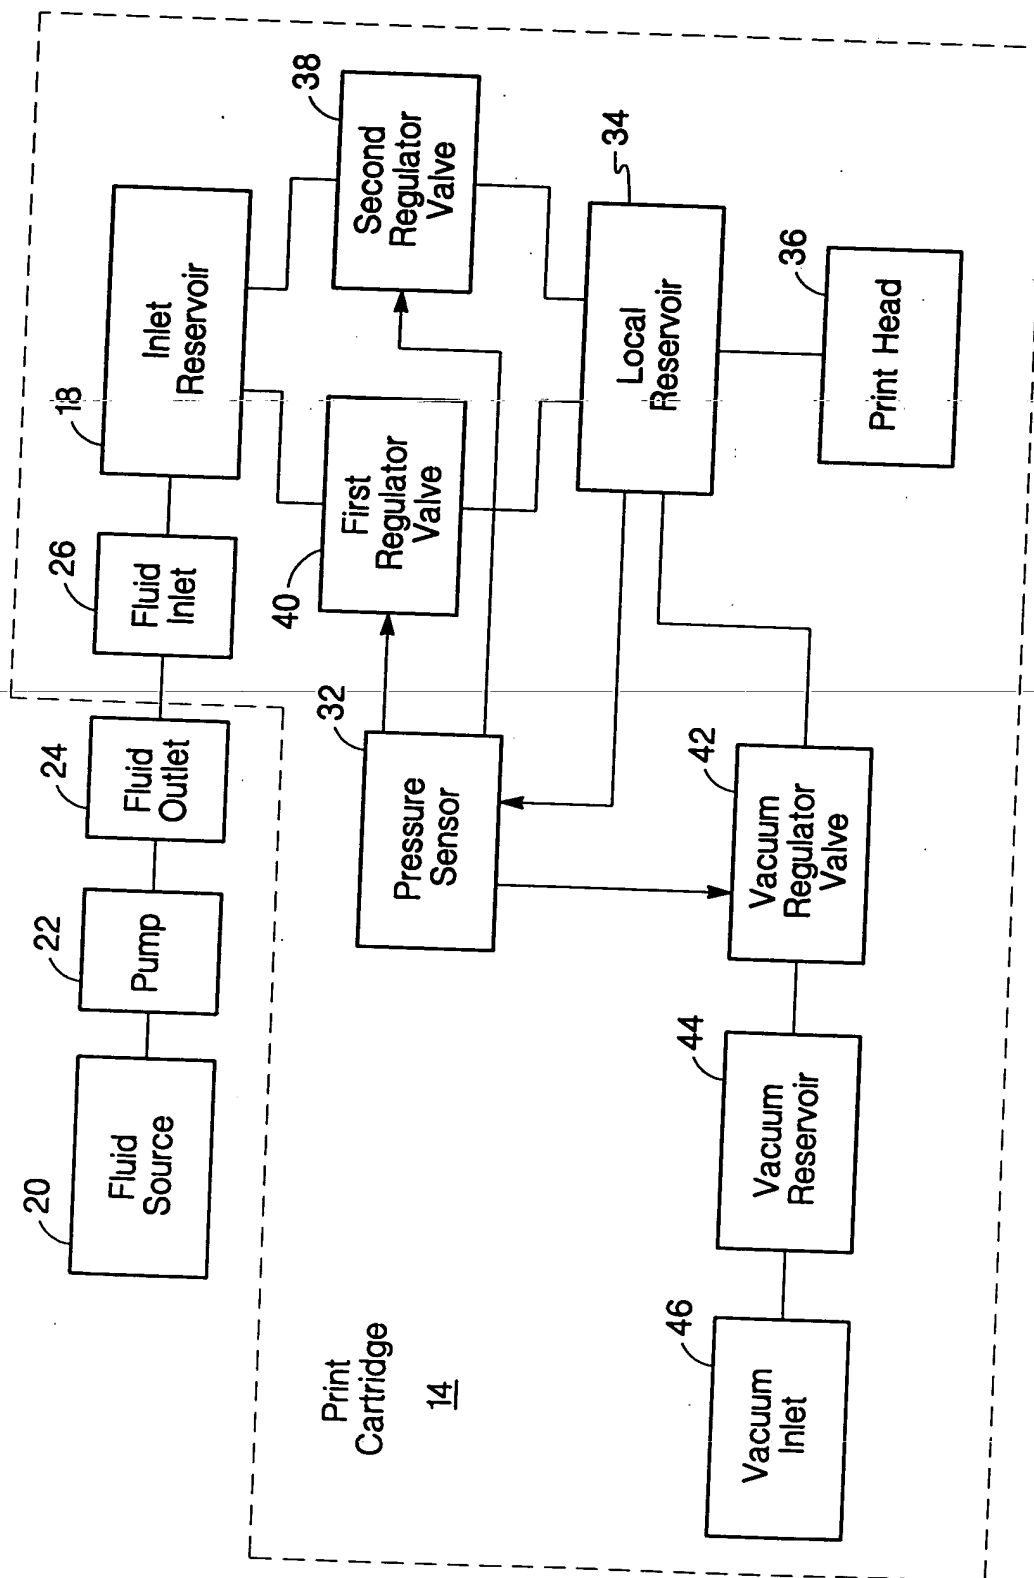 20
Fluid
Source
22
Pump
24
Fluid
Outlet
26
Fluid
Inlet
18
Inlet
Reservoir
40
First
Regulator
Valve
38
Second
Regulator
Valve
32
Pressure
Sensor
34
Local
Reservoir
36
Print Head
42
Vacuum
Regulator
Valve
44
Vacuum
Reservoir
46
Vacuum
Inlet
Print
Cartridge
14